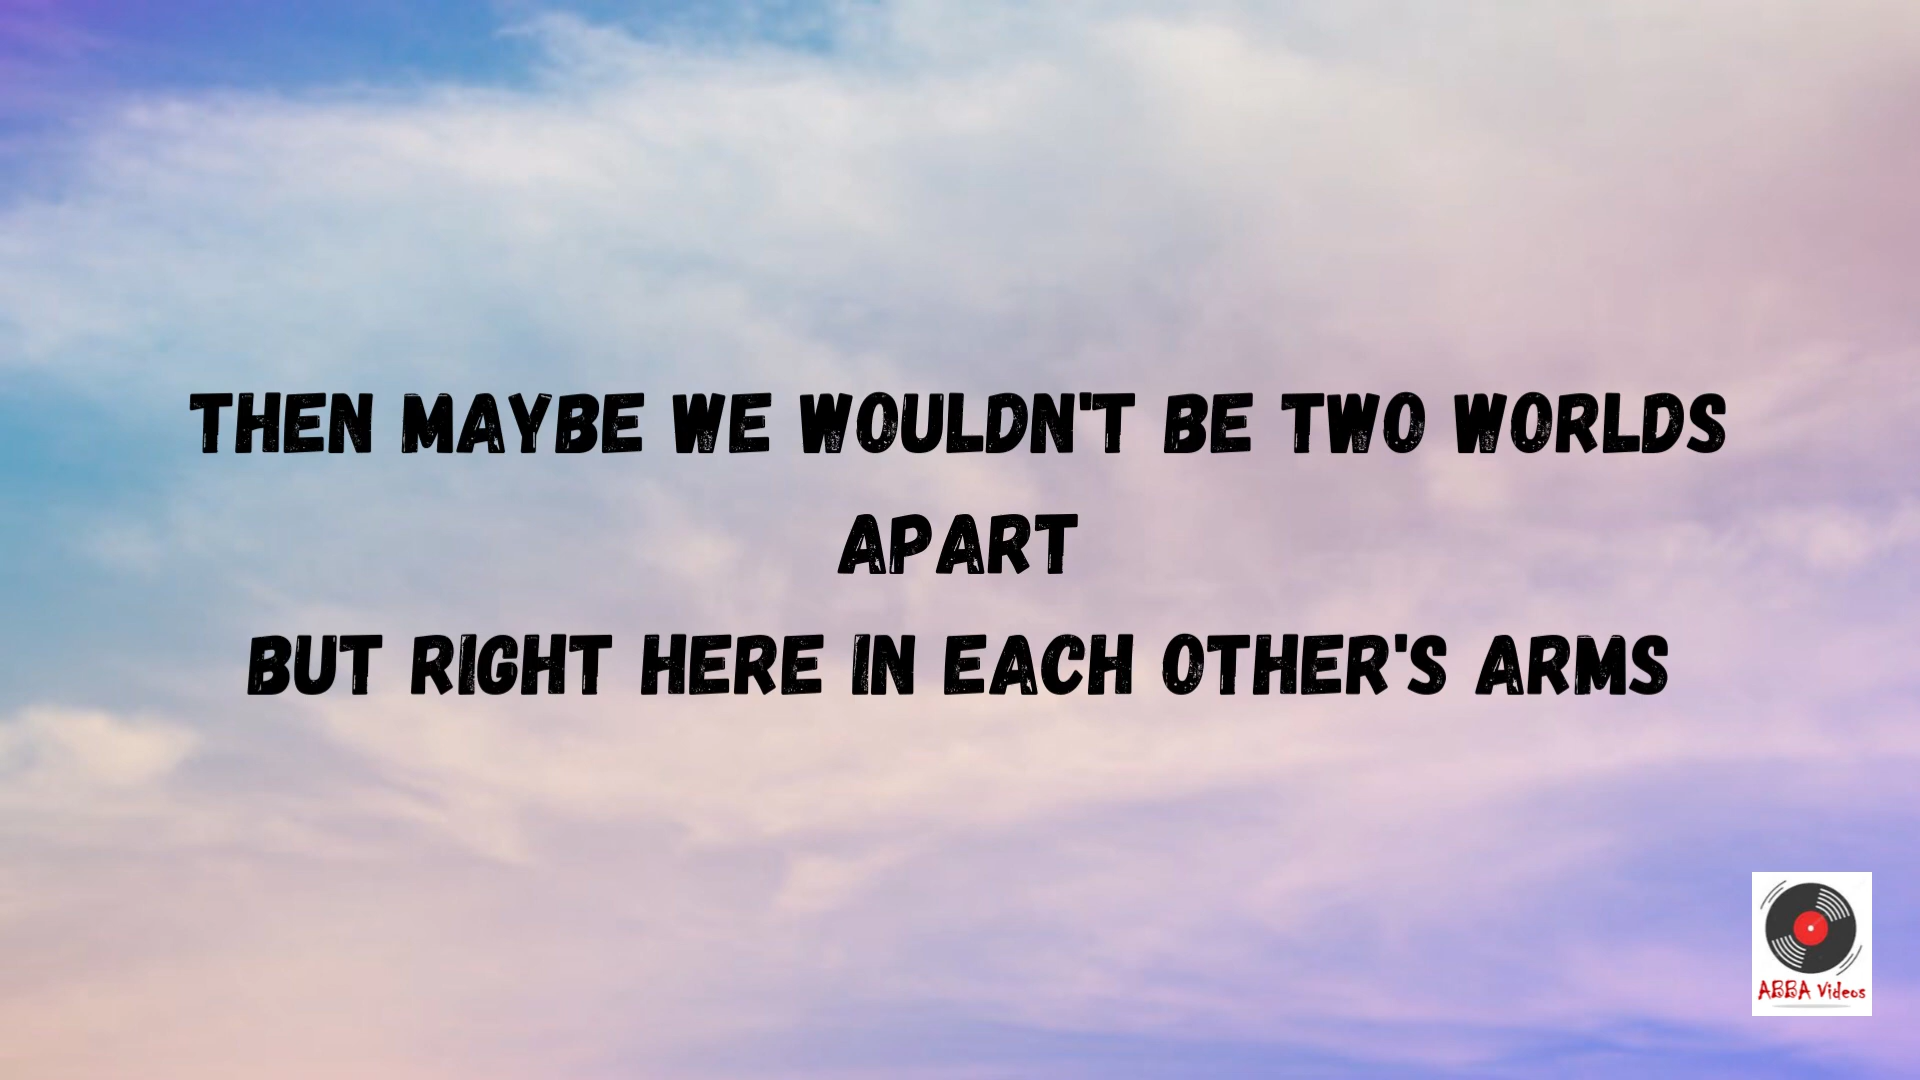 THEN MAYBE WE WOULDN'T BE TWO WORLDS
APART
BUT RIGHT HERE IN EACH OTHER'S ARMS
ABBA Videos